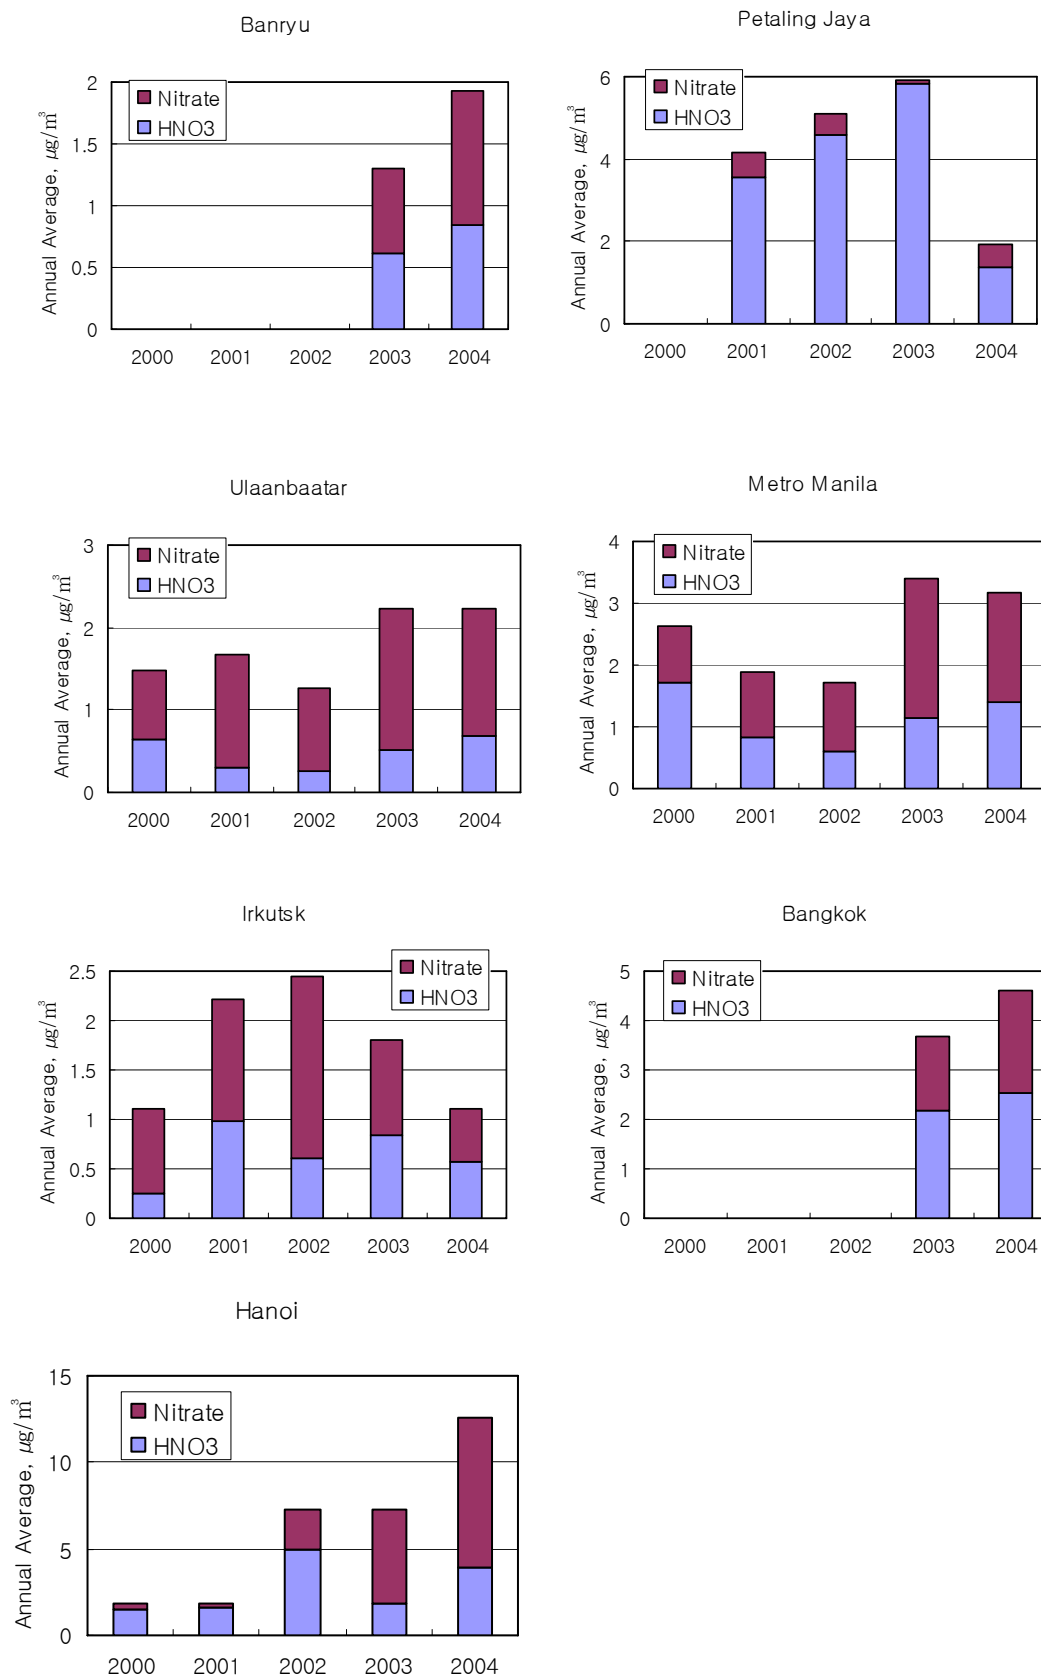 Banryu
Annual Average, μg/㎥
2
1.5
1
0.5
0
Nitrate
HNO3
2000 2001 2002 2003 2004
Petaling Jaya
Annual Average, μg/㎥
6
4
2
0
Nitrate
HNO3
2000 2001 2002 2003 2004
Ulaanbaatar
Annual Average, μg/㎥
3
2
1
0
Nitrate
HNO3
2000 2001 2002 2003 2004
Metro Manila
Annual Average, μg/㎥
4
3
2
1
0
Nitrate
HNO3
2000 2001 2002 2003 2004
Irkutsk
Annual Average, μg/㎥
2.5
2
1.5
1
0.5
0
Nitrate
HNO3
2000 2001 2002 2003 2004
Bangkok
Annual Average, μg/㎥
5
4
3
2
1
0
Nitrate
HNO3
2000 2001 2002 2003 2004
Hanoi
Annual Average, μg/㎥
15
10
5
0
Nitrate
HNO3
2000 2001 2002 2003 2004